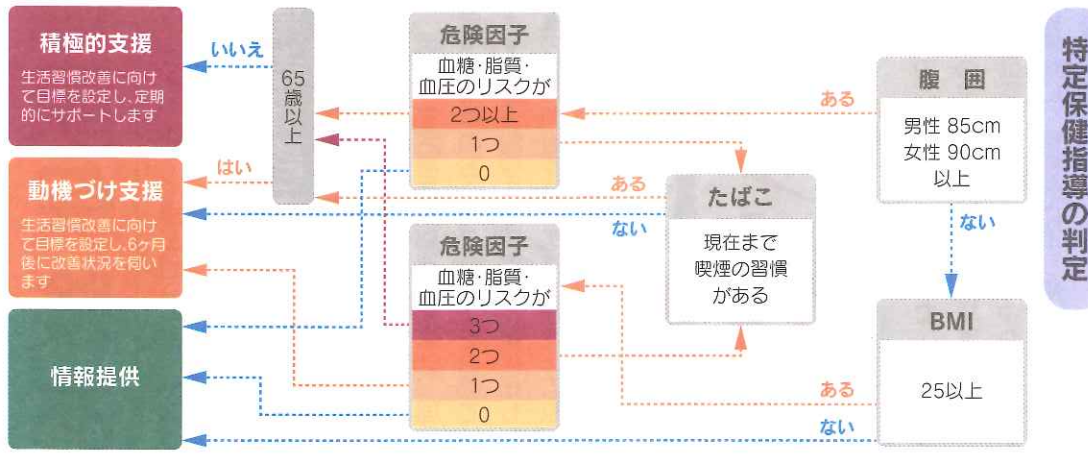 特定保健指導の判定
腹 囲
男性 85cm
女性 90cm
以上
ある
ない
BMI
25以上
ある
ない
危険因子
血糖・脂質・
血圧のリスクが
2つ以上
1つ
0
たばこ
現在まで
喫煙の習慣
がある
ある
ない
危険因子
血糖・脂質・
血圧のリスクが
3つ
2つ
1つ
0
65歳以上
いいえ
はい
積極的支援
生活習慣改善に向け
て目標を設定し、定期
的にサポートします
動機づけ支援
生活習慣改善に向け
て目標を設定し、6ヶ月
後に改善状況を伺い
ます
情報提供